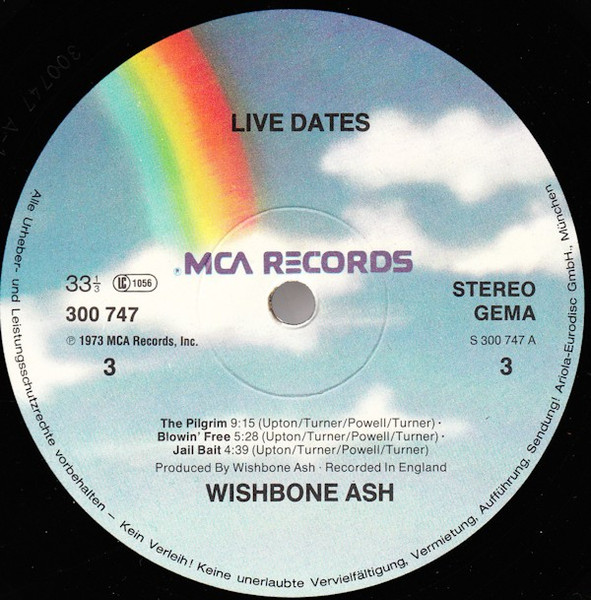 LIVE DATES
MCA RECORDS
33 1/3 LC 1056
300 747
℗ 1973 MCA Records, Inc.
3
STEREO
GEMA
S 300 747 A
3
The Pilgrim 9:15 (Upton/Turner/Powell/Turner) ·
Blowin' Free 5:28 (Upton/Turner/Powell/Turner) ·
Jail Bait 4:39 (Upton/Turner/Powell/Turner)
Produced By Wishbone Ash · Recorded In England
WISHBONE ASH
Alle Urheber- und Leistungsschutzrechte vorbehalten – Kein Verleih! Keine unerlaubte Vervielfältigung, Vermietung, Aufführung, Sendung! Ariola-Eurodisc GmbH., München
300747